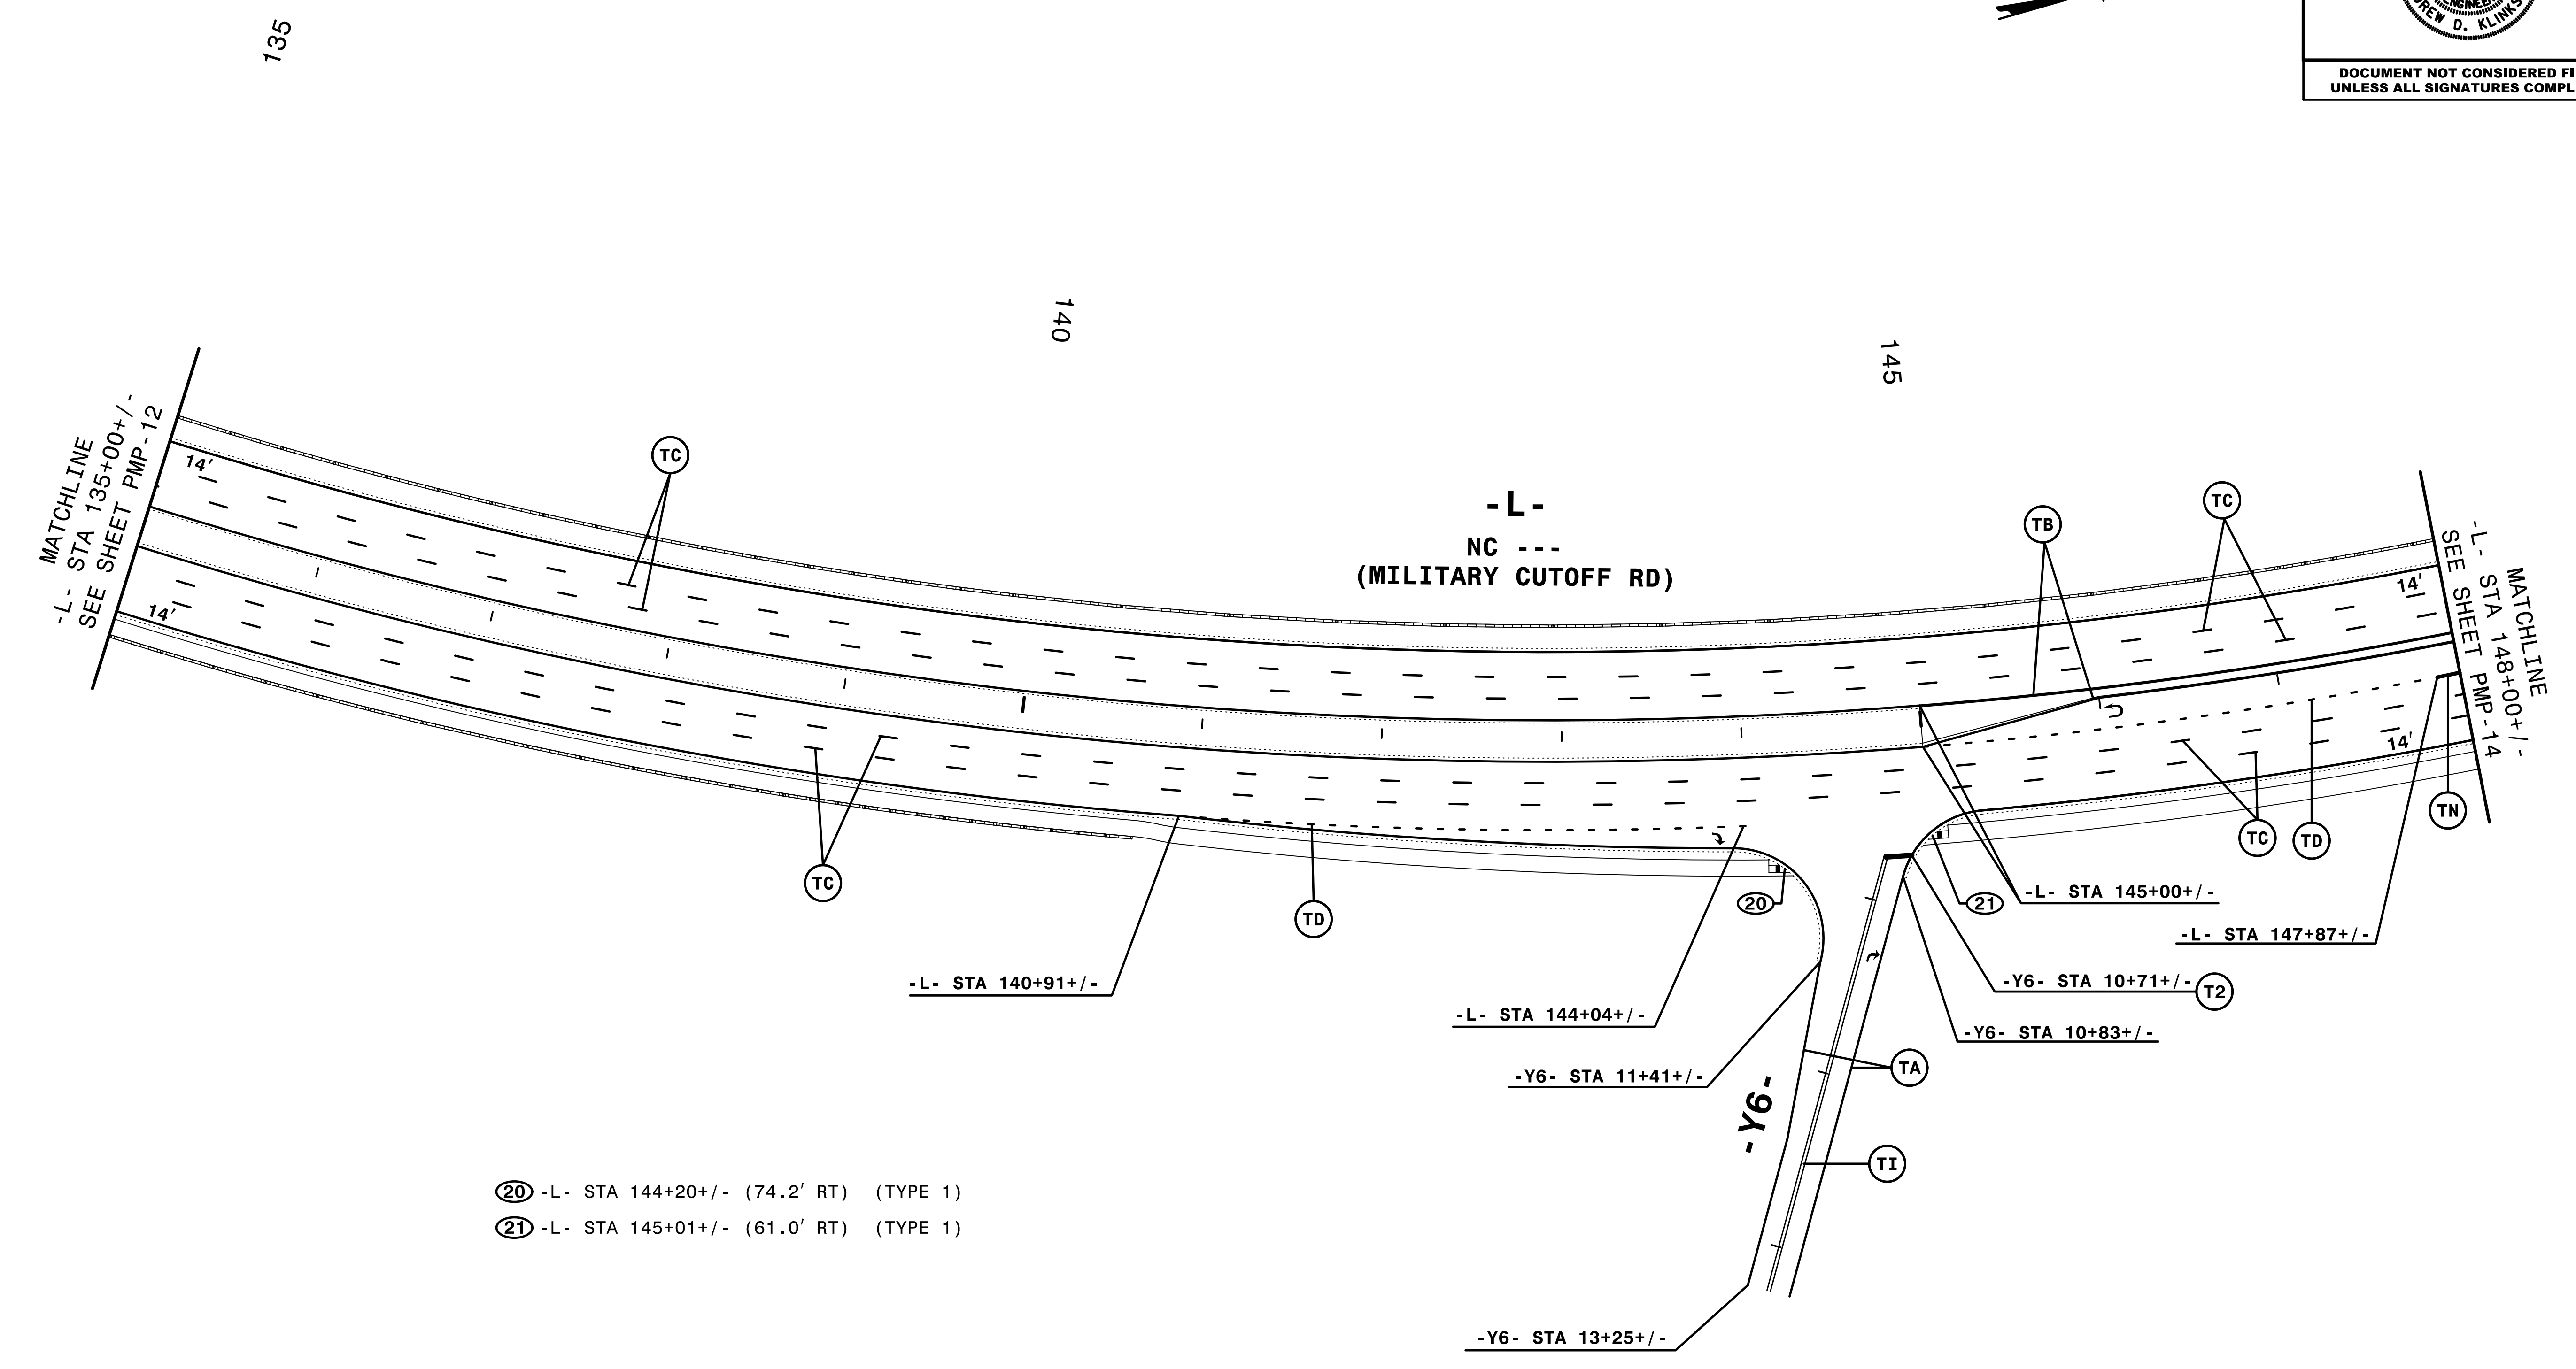 135
ENGINEER
DREW D. KLINKS
DOCUMENT NOT CONSIDERED FI
UNLESS ALL SIGNATURES COMPL
140
145
MATCHLINE
-L- STA 135+00+/-
SEE SHEET PMP-12
14'
14'
TC
-L-
NC ---
(MILITARY CUTOFF RD)
TB
TC
14'
14'
MATCHLINE
-L- STA 148+00+/-
SEE SHEET PMP-14
TC
TD
20
21
-L- STA 145+00+/-
TC
TD
TN
-L- STA 147+87+/-
-L- STA 140+91+/-
-L- STA 144+04+/-
-Y6- STA 10+71+/-
T2
-Y6- STA 10+83+/-
-Y6- STA 11+41+/-
TA
-Y6-
TI
20 -L- STA 144+20+/- (74.2' RT) (TYPE 1)
21 -L- STA 145+01+/- (61.0' RT) (TYPE 1)
-Y6- STA 13+25+/-